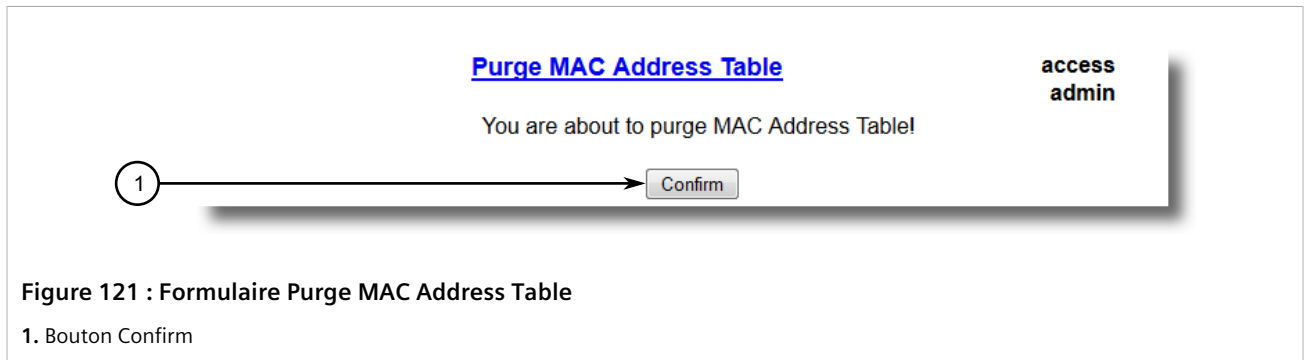 Purge MAC Address Table
access
admin
You are about to purge MAC Address Table!
1
Confirm
Figure 121 : Formulaire Purge MAC Address Table
1. Bouton Confirm